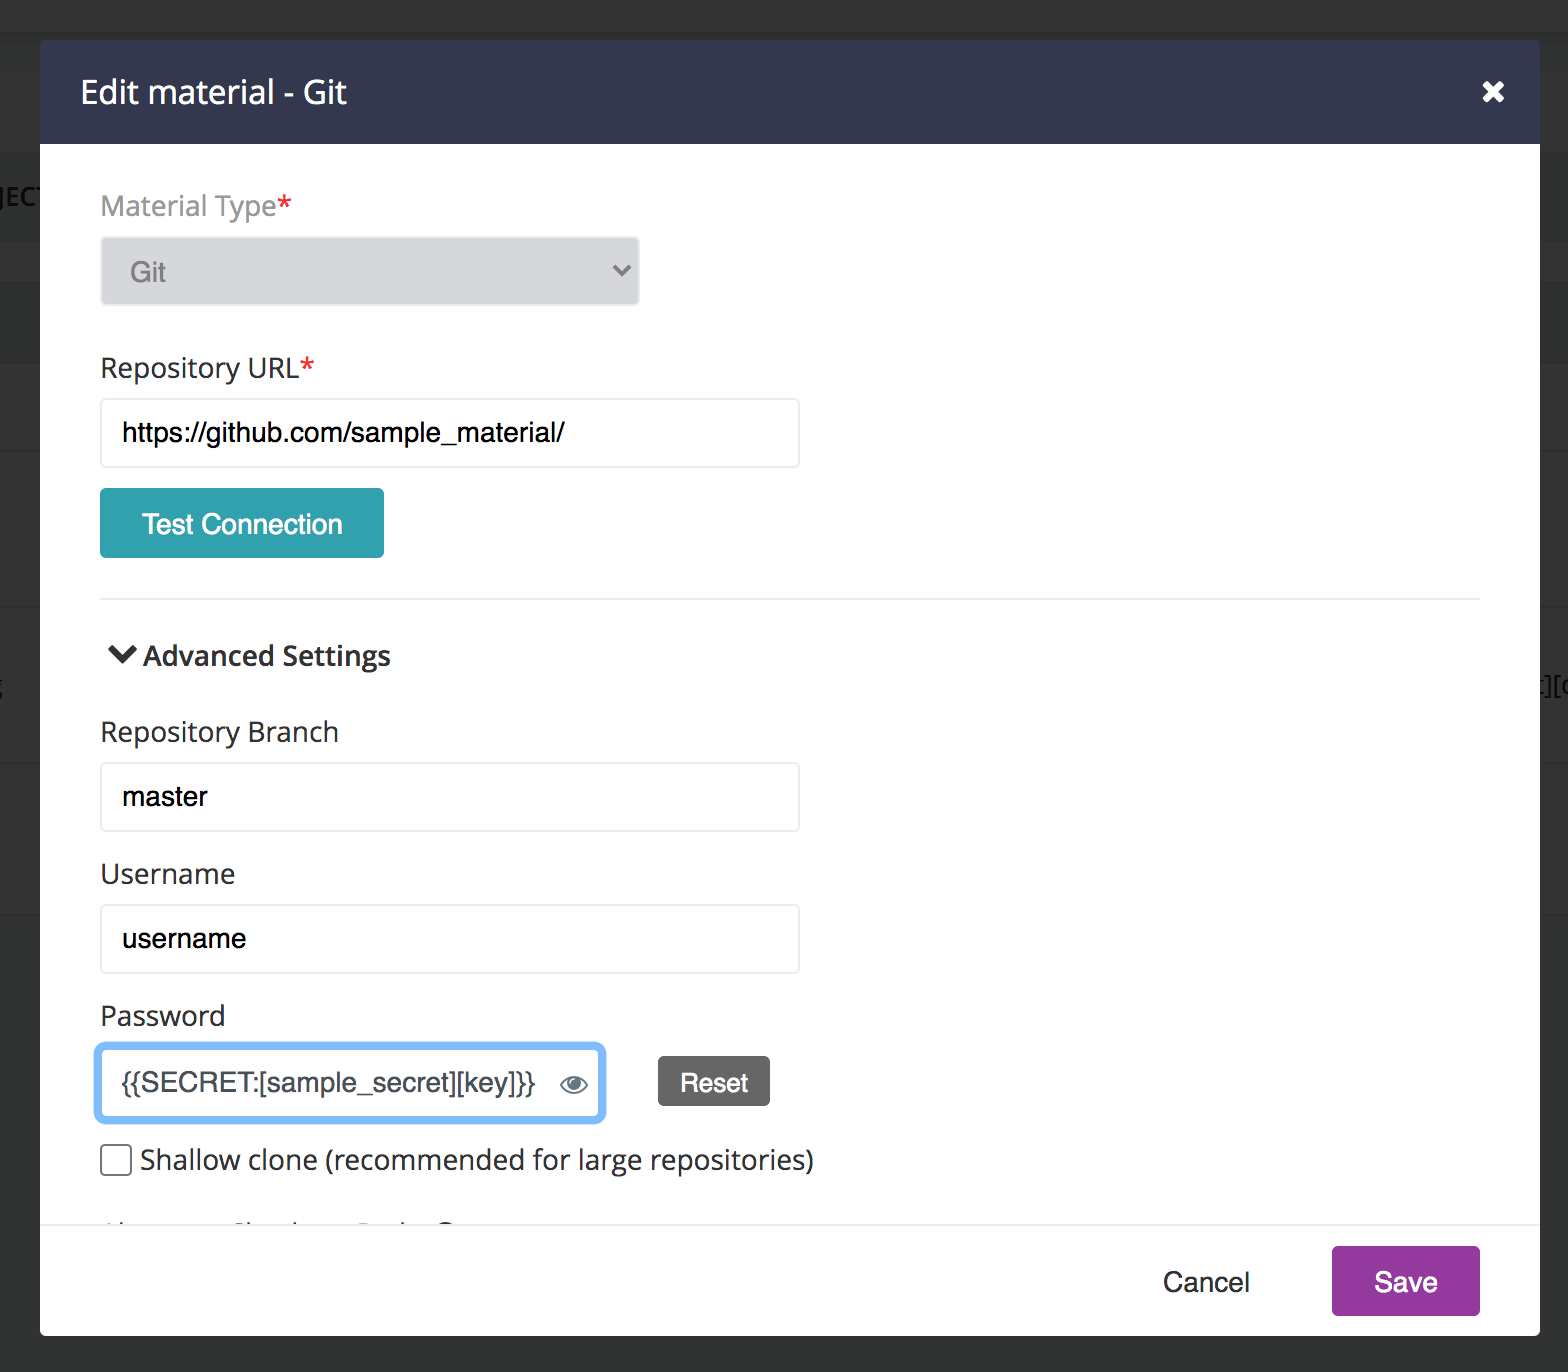 Edit material - Git
Material Type*
Git
Repository URL*
https://github.com/sample_material/
Test Connection
Advanced Settings
Repository Branch
master
Username
username
Password
{{SECRET:[sample_secret][key]}}
Reset
Shallow clone (recommended for large repositories)
Cancel
Save